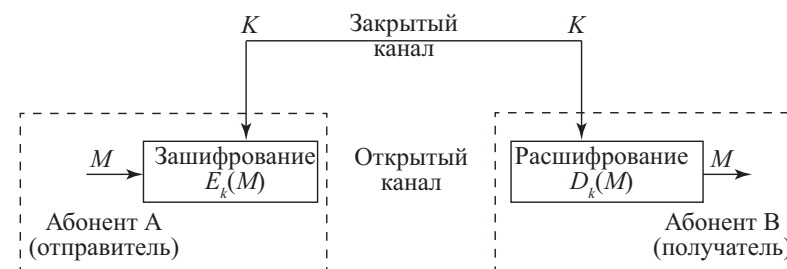 K Закрытый K
канал
M Зашифрование Открытый Расшифрование M
E_k(M) канал D_k(M)
Абонент А Абонент В
(отправитель) (получатель)